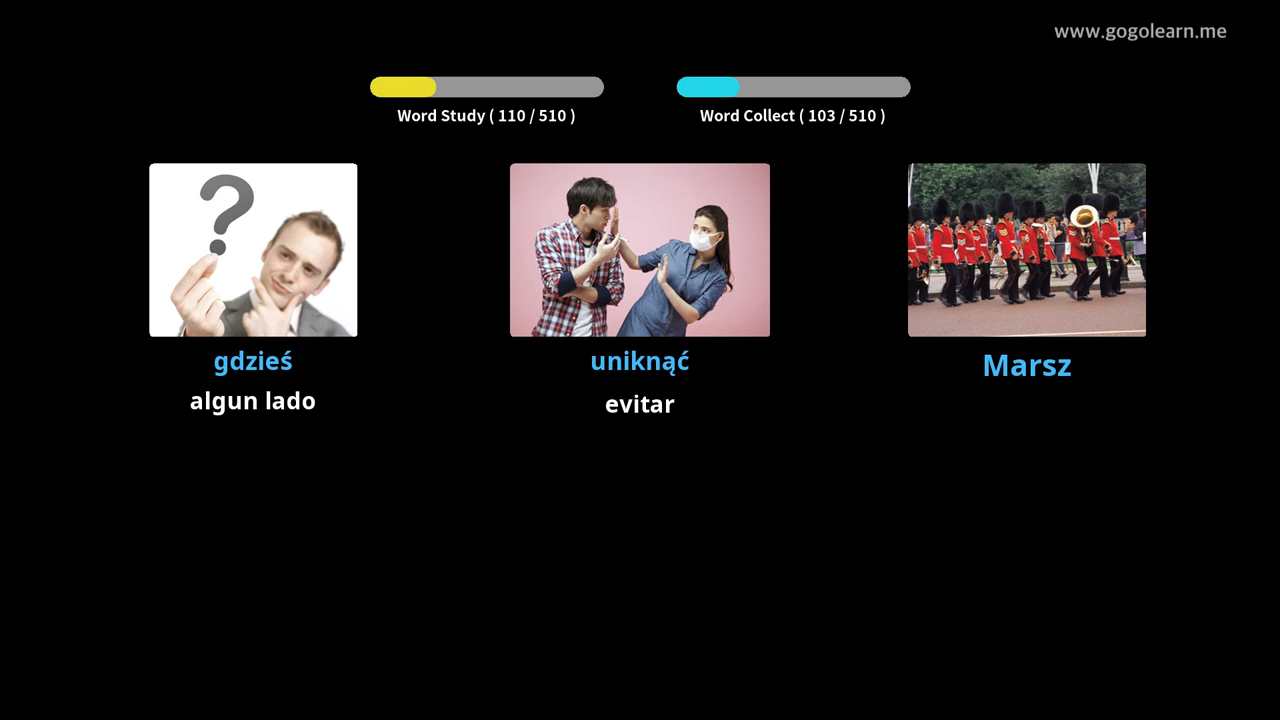 www.gogolearn.me
Word Study ( 110 / 510 )
Word Collect ( 103 / 510 )
gdzieś
algun lado
uniknąć
evitar
Marsz